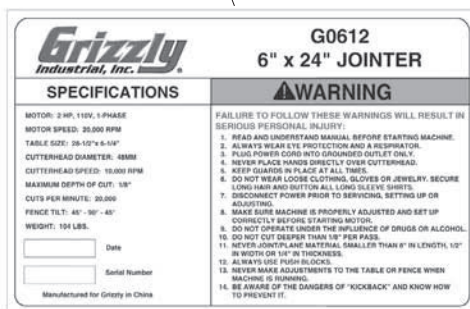 Grizzly
Industrial, Inc.
G0612
6" x 24" JOINTER
SPECIFICATIONS
WARNING
MOTOR: 2 HP, 110V, 1-PHASE
MOTOR SPEED: 20,000 RPM
TABLE SIZE: 28-1/2"x 6-1/4"
CUTTERHEAD DIAMETER: 48MM
CUTTERHEAD SPEED: 10,000 RPM
MAXIMUM DEPTH OF CUT: 1/8"
CUTS PER MINUTE: 20,000
FENCE TILT: 45° - 90° - 45°
WEIGHT: 104 LBS.
Date
Serial Number
Manufactured for Grizzly in China
FAILURE TO FOLLOW THESE WARNINGS WILL RESULT IN
SERIOUS PERSONAL INJURY:
1. READ AND UNDERSTAND MANUAL BEFORE STARTING MACHINE.
2. ALWAYS WEAR EYE PROTECTION AND A RESPIRATOR.
3. PLUG POWER CORD INTO GROUNDED OUTLET ONLY.
4. NEVER PLACE HANDS DIRECTLY OVER CUTTERHEAD.
5. KEEP GUARDS IN PLACE AT ALL TIMES.
6. DO NOT WEAR LOOSE CLOTHING, GLOVES OR JEWELRY. SECURE
LONG HAIR AND BUTTON ALL LONG SLEEVE SHIRTS.
7. DISCONNECT POWER PRIOR TO SERVICING, SETTING UP OR
ADJUSTING.
8. MAKE SURE MACHINE IS PROPERLY ADJUSTED AND SET UP
CORRECTLY BEFORE STARTING MOTOR.
9. DO NOT OPERATE UNDER THE INFLUENCE OF DRUGS OR ALCOHOL.
10. DO NOT CUT DEEPER THAN 1/8" PER PASS.
11. NEVER JOINT/PLANE MATERIAL SMALLER THAN 8" IN LENGTH, 1/2"
IN WIDTH OR 1/4" IN THICKNESS.
12. ALWAYS USE PUSH BLOCKS.
13. NEVER MAKE ADJUSTMENTS TO THE TABLE OR FENCE WHEN
MACHINE IS RUNNING.
14. BE AWARE OF THE DANGERS OF "KICKBACK" AND KNOW HOW
TO PREVENT IT.